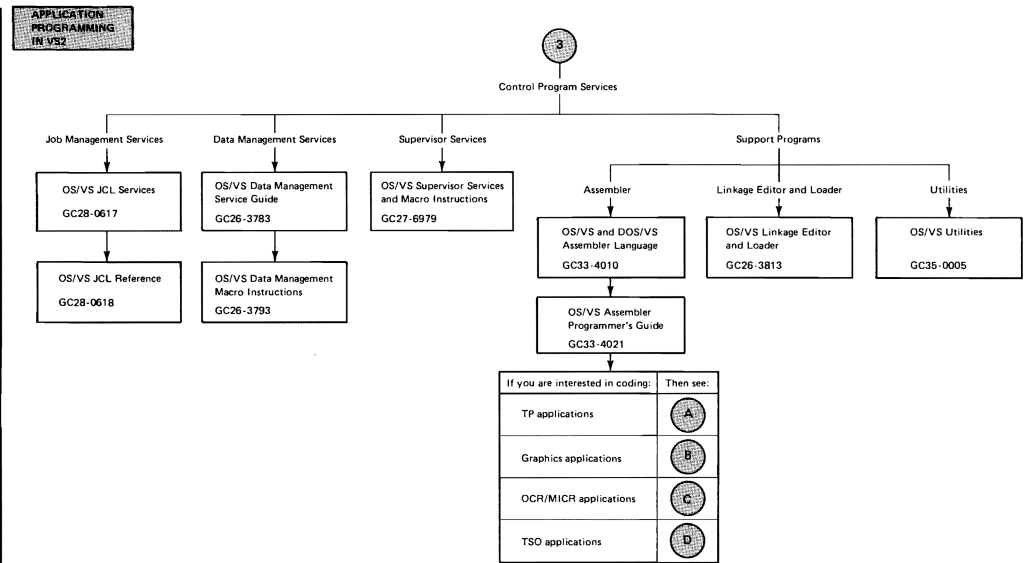 APPLICATION
PROGRAMMING
IN VS2
3
Control Program Services
Job Management Services
Data Management Services
Supervisor Services
Support Programs
OS/VS JCL Services
GC28-0617
OS/VS Data Management
Service Guide
GC26-3783
OS/VS Supervisor Services
and Macro Instructions
GC27-6979
Assembler
Linkage Editor and Loader
Utilities
OS/VS and DOS/VS
Assembler Language
GC33-4010
OS/VS Linkage Editor
and Loader
GC26-3813
OS/VS Utilities
GC35-0005
OS/VS JCL Reference
GC28-0618
OS/VS Data Management
Macro Instructions
GC26-3793
OS/VS Assembler
Programmer's Guide
GC33-4021
If you are interested in coding:
Then see:
TP applications
A
Graphics applications
B
OCR/MICR applications
C
TSO applications
D